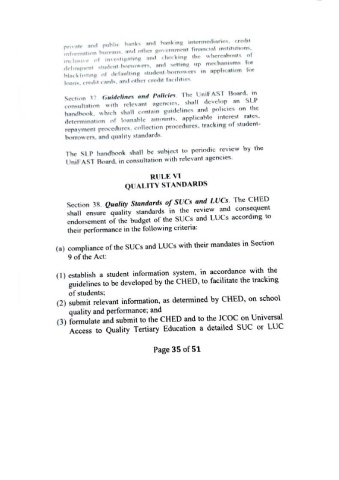 private and public banks and banking intermediaries, credit
information bureaus, and other government financial institutions,
inclusive of investigating and checking the whereabouts of
delinquent student-borrowers, and setting up mechanisms for
blacklisting of defaulting student-borrowers in application for
loans, credit cards, and other credit facilities.
Section 37. Guidelines and Policies. The UniFAST Board, in
consultation with relevant agencies, shall develop an SLP
handbook, which shall contain guidelines and policies on the
determination of loanable amounts, applicable interest rates,
repayment procedures, collection procedures, tracking of student-
borrowers, and quality standards.
The SLP handbook shall be subject to periodic review by the
UniFAST Board, in consultation with relevant agencies.
RULE VI
QUALITY STANDARDS
Section 38. Quality Standards of SUCs and LUCs. The CHED
shall ensure quality standards in the review and consequent
endorsement of the budget of the SUCs and LUCs according to
their performance in the following criteria:
(a) compliance of the SUCs and LUCs with their mandates in Section
9 of the Act:
(1) establish a student information system, in accordance with the
guidelines to be developed by the CHED, to facilitate the tracking
of students;
(2) submit relevant information, as determined by CHED, on school
quality and performance; and
(3) formulate and submit to the CHED and to the JCOC on Universal
Access to Quality Tertiary Education a detailed SUC or LUC
Page 35 of 51